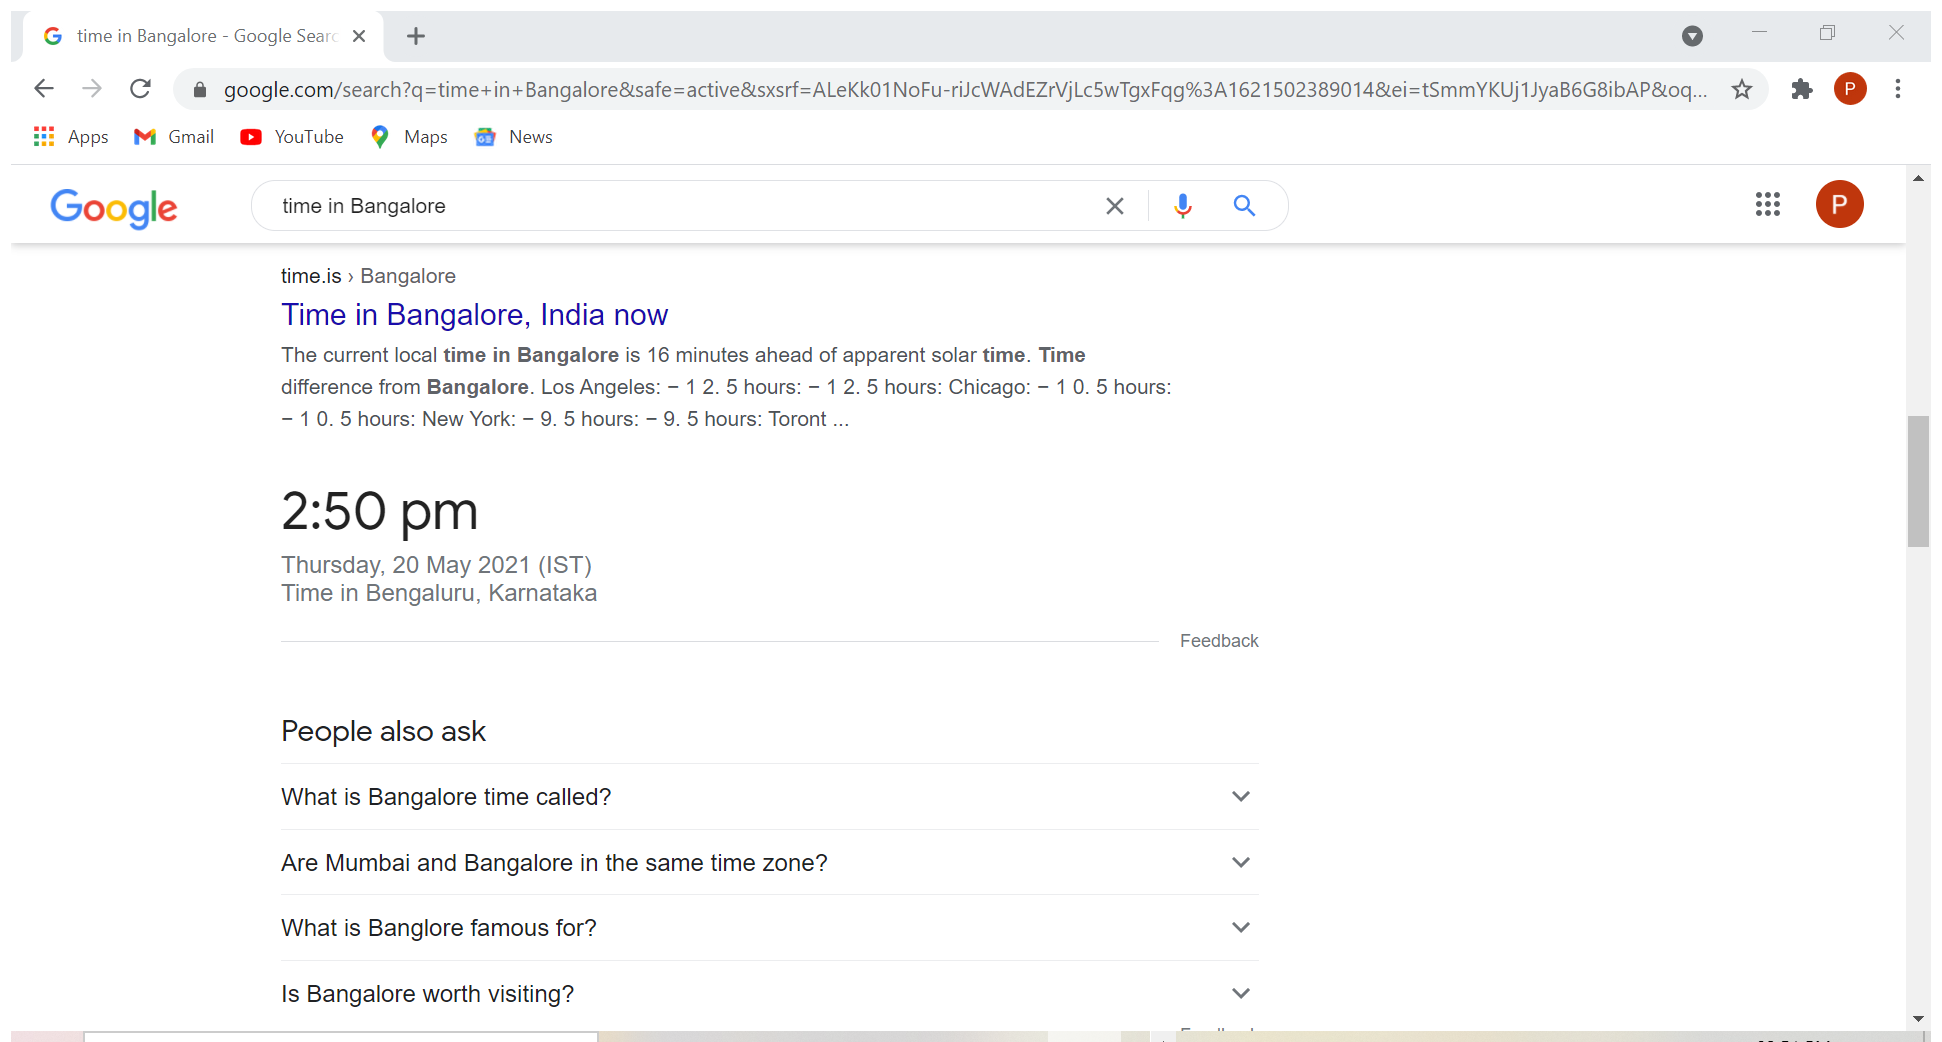 time in Bangalore - Google Searc
google.com/search?q=time+in+Bangalore&safe=active&sxsrf=ALeKk01NoFu-riJcWAdEZrVjLc5wTgxFqg%3A1621502389014&ei=tSmmYKUj1JyaB6G8ibAP&oq...
P
Apps Gmail YouTube Maps News
Google
time in Bangalore
P
time.is › Bangalore
Time in Bangalore, India now
The current local time in Bangalore is 16 minutes ahead of apparent solar time. Time
difference from Bangalore. Los Angeles: − 1 2. 5 hours: − 1 2. 5 hours: Chicago: − 1 0. 5 hours:
− 1 0. 5 hours: New York: − 9. 5 hours: − 9. 5 hours: Toront ...
2:50 pm
Thursday, 20 May 2021 (IST)
Time in Bengaluru, Karnataka
Feedback
People also ask
What is Bangalore time called?
Are Mumbai and Bangalore in the same time zone?
What is Banglore famous for?
Is Bangalore worth visiting?